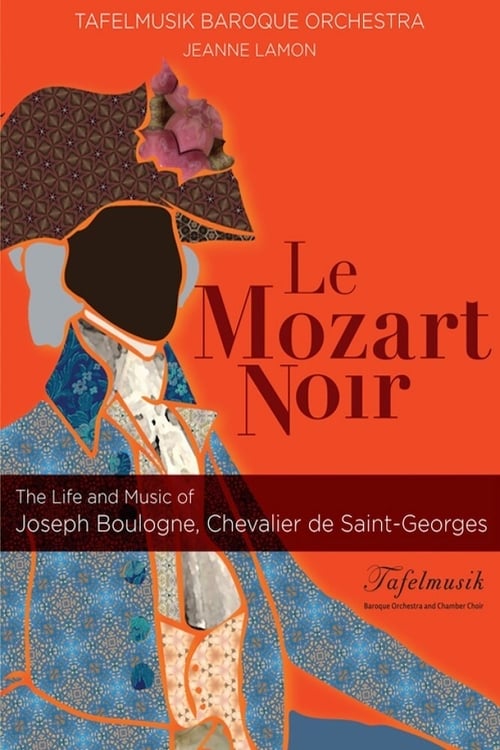 TAFELMUSIK BAROQUE ORCHESTRA
JEANNE LAMON
Le
Mozart
Noir
The Life and Music of
Joseph Boulogne, Chevalier de Saint-Georges
Tafelmusik
Baroque Orchestra and Chamber Choir